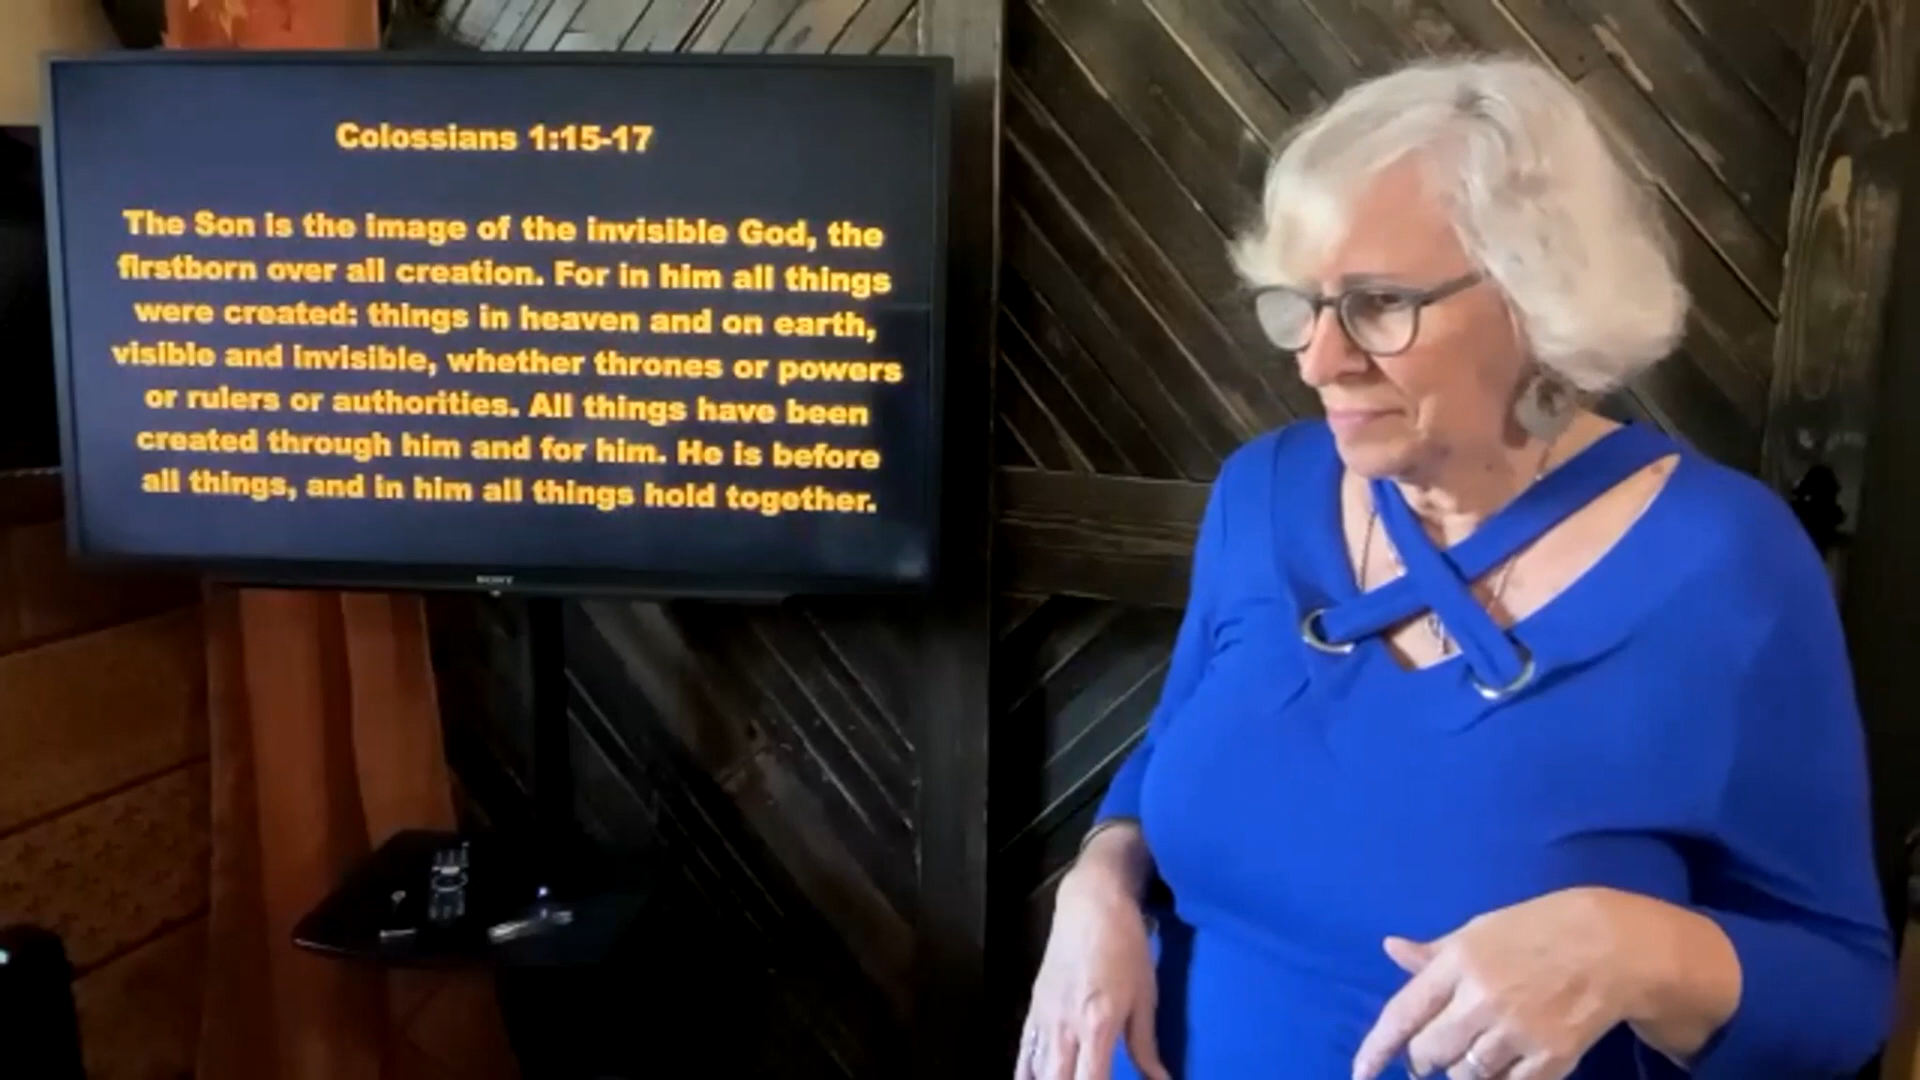 Colossians 1:15-17
The Son is the image of the invisible God, the
firstborn over all creation. For in him all things
were created: things in heaven and on earth,
visible and invisible, whether thrones or powers
or rulers or authorities. All things have been
created through him and for him. He is before
all things, and in him all things hold together.
SONY